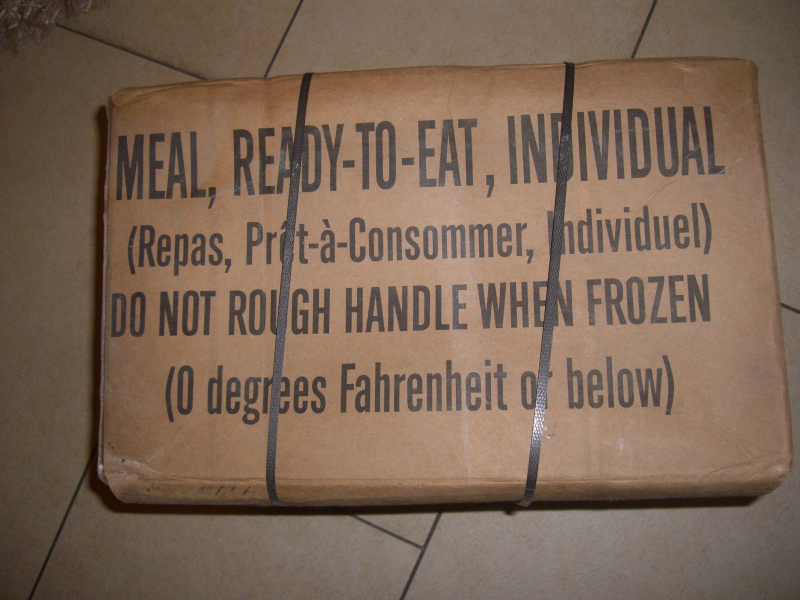 MEAL, READY-TO-EAT, INDIVIDUAL
(Repas, Prêt-à-Consommer, Individuel)
DO NOT ROUGH HANDLE WHEN FROZEN
(0 degrees Fahrenheit or below)